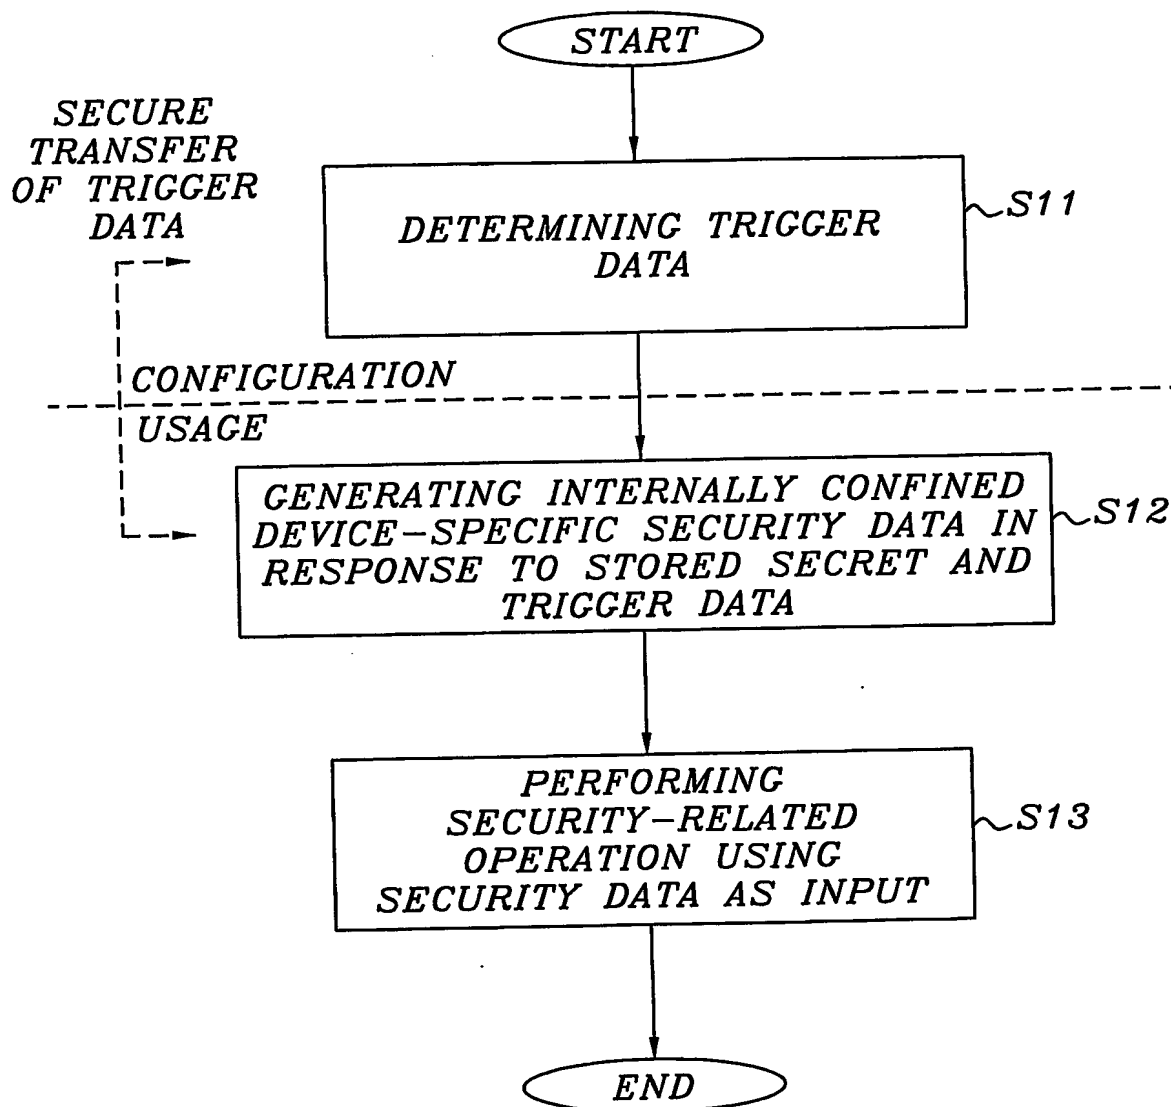 START
SECURE
TRANSFER
OF TRIGGER
DATA
DETERMINING TRIGGER
DATA
S11
CONFIGURATION
USAGE
GENERATING INTERNALLY CONFINED
DEVICE-SPECIFIC SECURITY DATA IN
RESPONSE TO STORED SECRET AND
TRIGGER DATA
S12
PERFORMING
SECURITY-RELATED
OPERATION USING
SECURITY DATA AS INPUT
S13
END